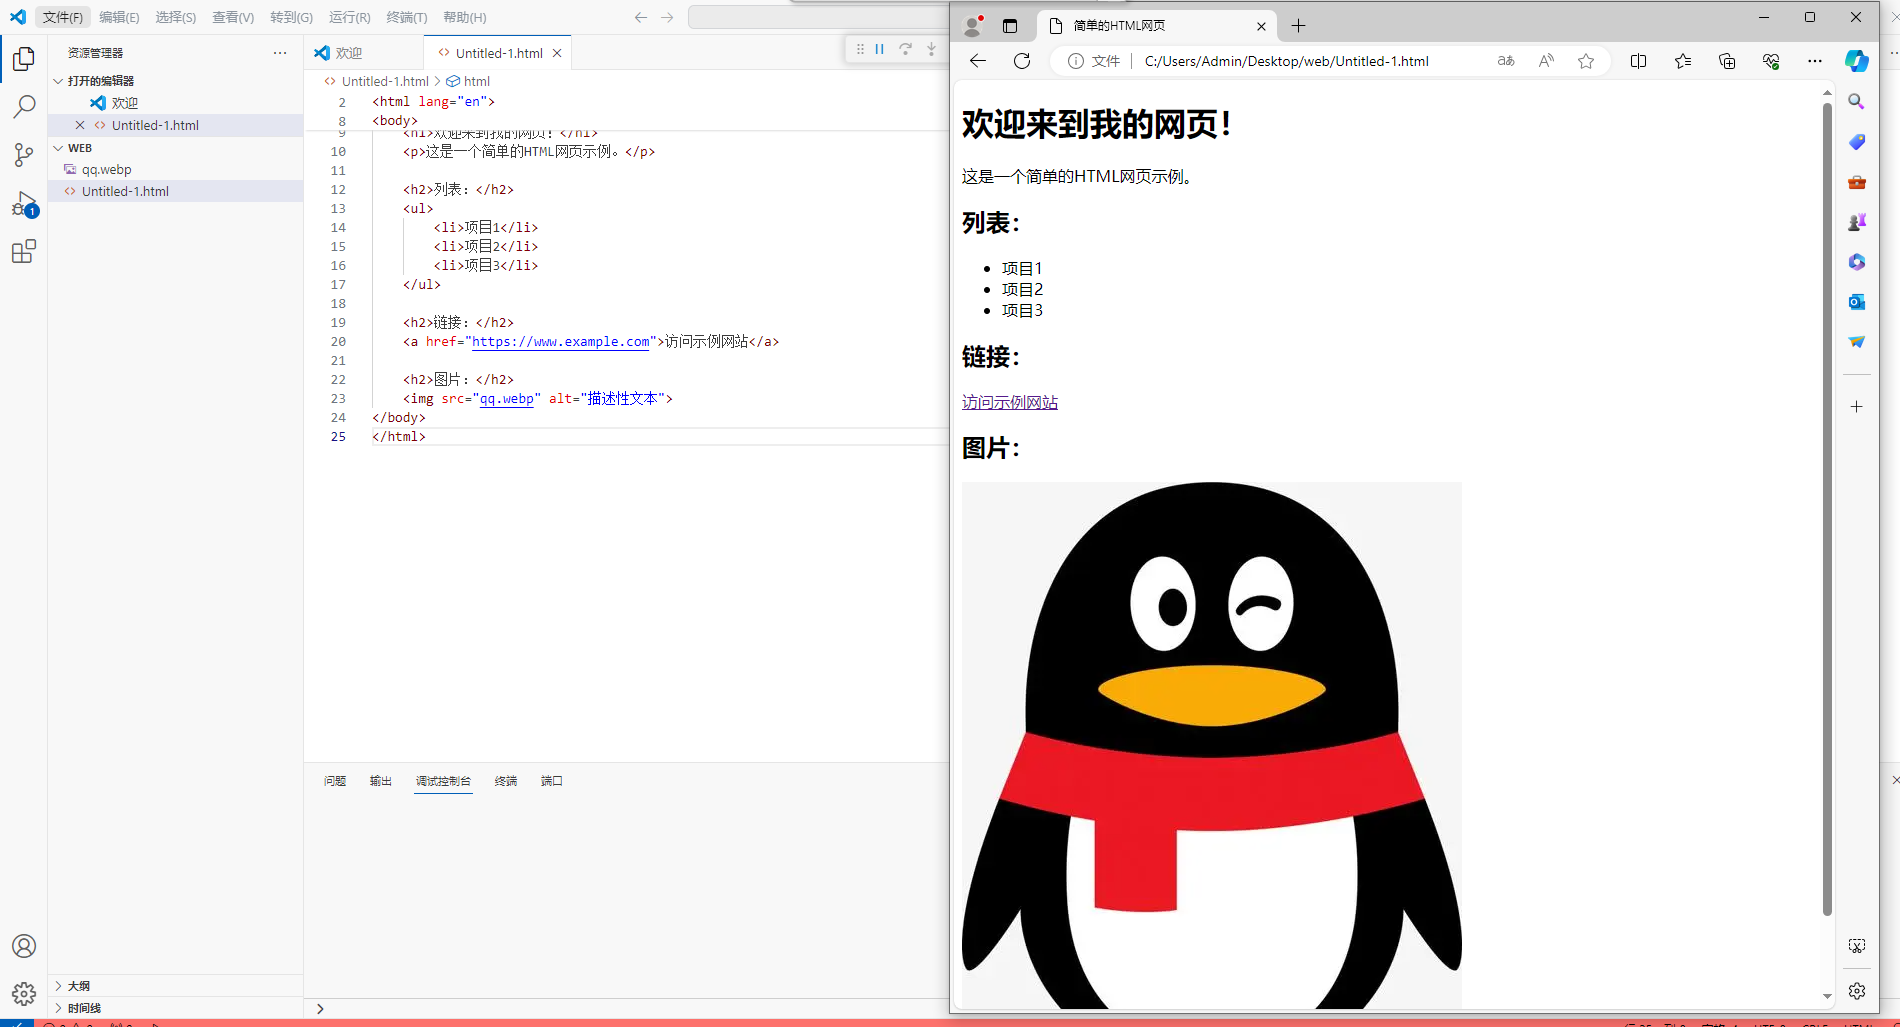 文件(F) 编辑(E) 选择(S) 查看(V) 转到(G) 运行(R) 终端(T) 帮助(H)
资源管理器
打开的编辑器
欢迎
Untitled-1.html
WEB
qq.webp
Untitled-1.html
1
大纲
时间线
欢迎 Untitled-1.html
Untitled-1.html html
2 <html lang="en">
8 <body>
9 <h1>欢迎来到我的网页！</h1>
10 <p>这是一个简单的HTML网页示例。</p>
11
12 <h2>列表：</h2>
13 <ul>
14 <li>项目1</li>
15 <li>项目2</li>
16 <li>项目3</li>
17 </ul>
18
19 <h2>链接：</h2>
20 <a href="https://www.example.com">访问示例网站</a>
21
22 <h2>图片：</h2>
23 <img src="qq.webp" alt="描述性文本">
24 </body>
25 </html>
问题 输出 调试控制台 终端 端口
简单的HTML网页
文件 C:/Users/Admin/Desktop/web/Untitled-1.html
欢迎来到我的网页！
这是一个简单的HTML网页示例。
列表：
项目1
项目2
项目3
链接：
访问示例网站
图片：